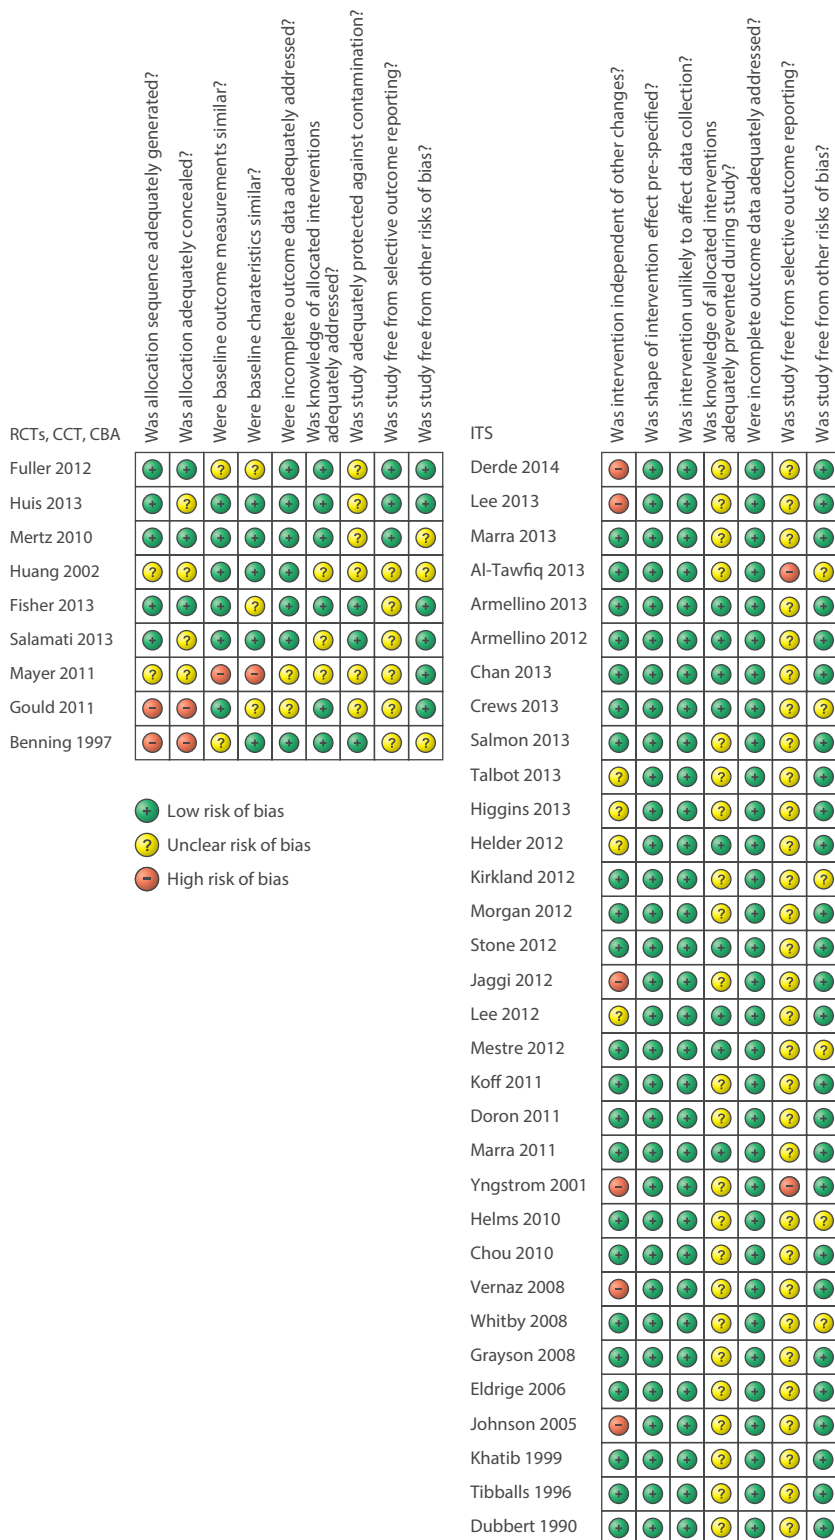 Was allocation sequence adequately generated?
Was allocation adequately concealed?
Were baseline outcome measurements similar?
Were baseline charateristics similar?
Were incomplete outcome data adequately addressed?
Was knowledge of allocated interventions
adequately addressed?
Was study adequately protected against contamination?
Was study free from selective outcome reporting?
Was study free from other risks of bias?
RCTs, CCT, CBA
Fuller 2012
+ + ? ? + + ? + +
Huis 2013
+ ? + + + + ? + +
Mertz 2010
+ + + + + + ? + ?
Huang 2002
? ? + + + ? ? ? ?
Fisher 2013
+ + + ? + + + ? +
Salamati 2013
+ ? + + + ? + ? +
Mayer 2011
? ? − − ? ? ? ? +
Gould 2011
− − + ? ? + ? ? +
Benning 1997
− − ? + + + + ? ?
+ Low risk of bias
? Unclear risk of bias
− High risk of bias
Was intervention independent of other changes?
Was shape of intervention effect pre-specified?
Was intervention unlikely to affect data collection?
Was knowledge of allocated interventions
adequately prevented during study?
Were incomplete outcome data adequately addressed?
Was study free from selective outcome reporting?
Was study free from other risks of bias?
ITS
Derde 2014
− + + ? + ? +
Lee 2013
− + + ? + ? +
Marra 2013
+ + + ? + ? +
Al-Tawfiq 2013
+ + + ? + − ?
Armellino 2013
+ + + + + ? +
Armellino 2012
+ + + + + ? +
Chan 2013
+ + + + + ? +
Crews 2013
+ + + + + ? ?
Salmon 2013
+ + + ? + ? +
Talbot 2013
? + + ? + ? +
Higgins 2013
? + + ? + ? +
Helder 2012
? + + + + ? +
Kirkland 2012
+ + + ? + ? ?
Morgan 2012
+ + + ? + ? +
Stone 2012
+ + + + + ? +
Jaggi 2012
− + + ? + ? +
Lee 2012
? + + + + ? +
Mestre 2012
+ + + + + ? ?
Koff 2011
+ + + ? + ? +
Doron 2011
+ + + ? + ? +
Marra 2011
+ + + + + ? +
Yngstrom 2001
− + + ? + − +
Helms 2010
+ + + ? + ? ?
Chou 2010
+ + + ? + ? +
Vernaz 2008
− + + ? + ? +
Whitby 2008
+ + + ? + ? ?
Grayson 2008
+ + + ? + ? +
Eldrige 2006
+ + + ? + ? +
Johnson 2005
− + + ? + ? +
Khatib 1999
+ + + ? + ? +
Tibballs 1996
+ + + ? + ? +
Dubbert 1990
+ + + ? + ? +